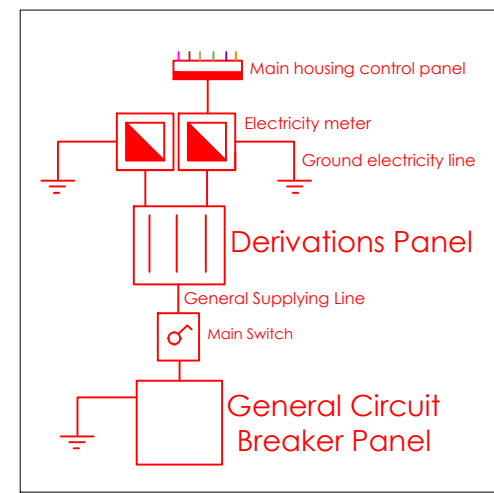 Main housing control panel
Electricity meter
Ground electricity line
Derivations Panel
General Supplying Line
Main Switch
General Circuit
Breaker Panel